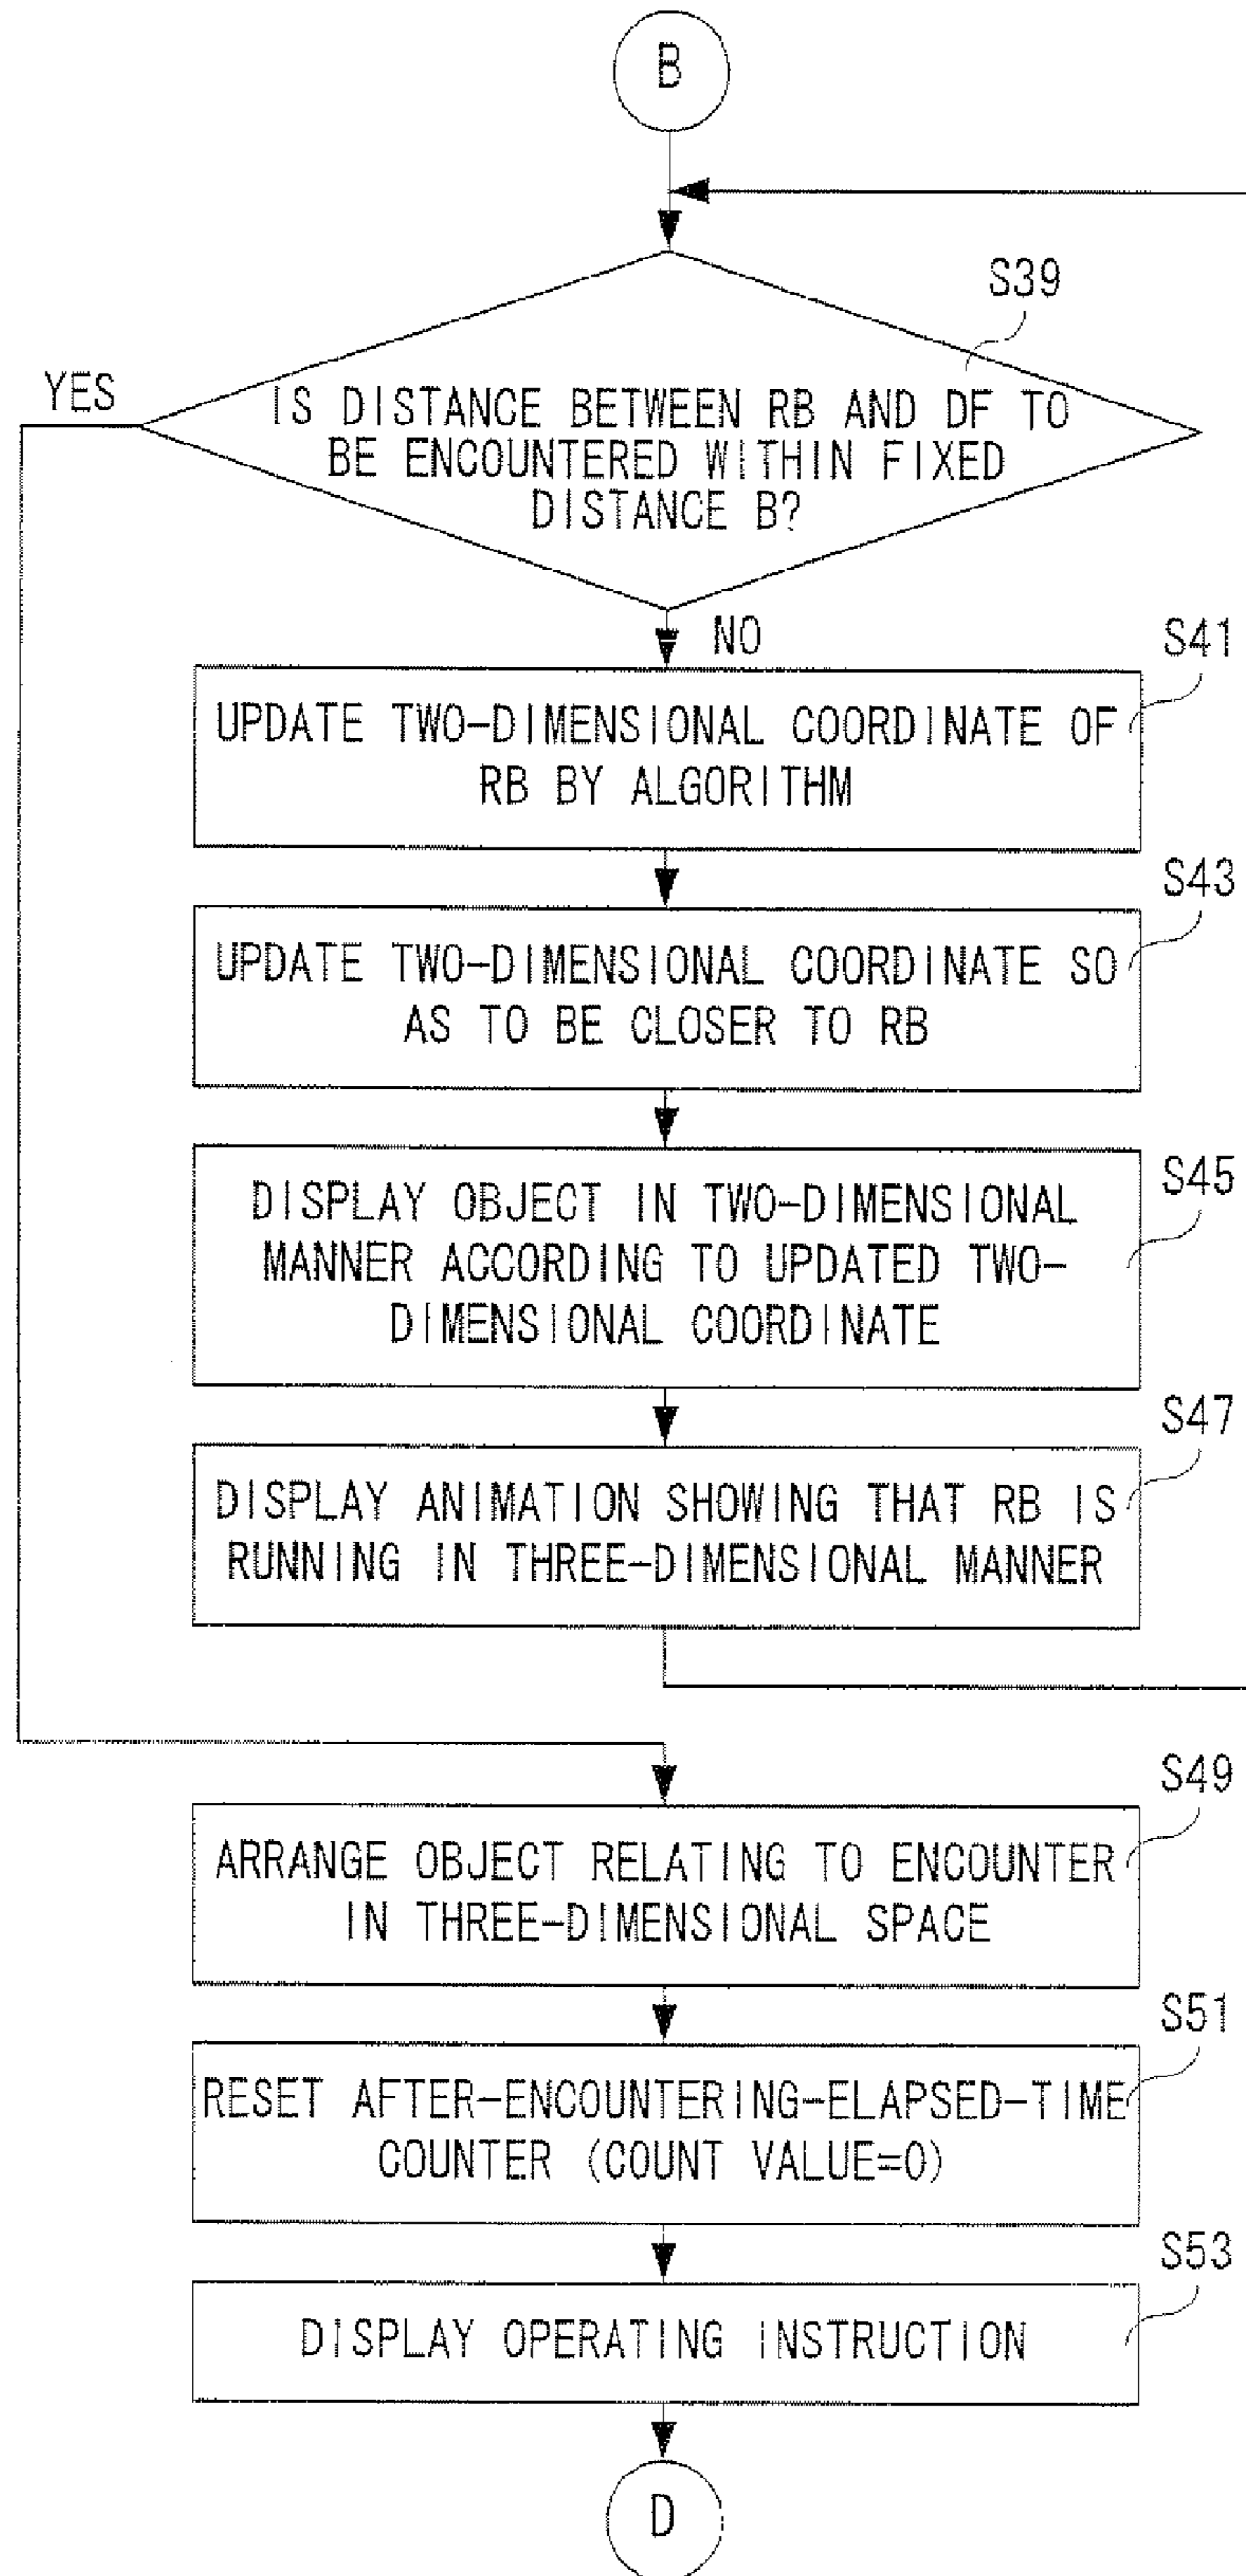 B
S39
YES
IS DISTANCE BETWEEN RB AND DF TO
BE ENCOUNTERED WITHIN FIXED
DISTANCE B?
NO
S41
UPDATE TWO-DIMENSIONAL COORDINATE OF
RB BY ALGORITHM
S43
UPDATE TWO-DIMENSIONAL COORDINATE SO
AS TO BE CLOSER TO RB
S45
DISPLAY OBJECT IN TWO-DIMENSIONAL
MANNER ACCORDING TO UPDATED TWO-
DIMENSIONAL COORDINATE
S47
DISPLAY ANIMATION SHOWING THAT RB IS
RUNNING IN THREE-DIMENSIONAL MANNER
S49
ARRANGE OBJECT RELATING TO ENCOUNTER
IN THREE-DIMENSIONAL SPACE
S51
RESET AFTER-ENCOUNTERING-ELAPSED-TIME
COUNTER (COUNT VALUE=0)
S53
DISPLAY OPERATING INSTRUCTION
D